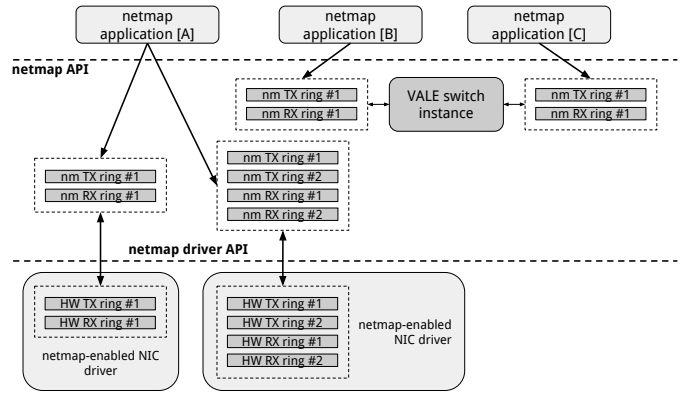 netmap
application [A]
netmap
application [B]
netmap
application [C]
netmap API
nm TX ring #1
nm RX ring #1
VALE switch
instance
nm TX ring #1
nm RX ring #1
nm TX ring #1
nm RX ring #1
nm TX ring #1
nm TX ring #2
nm RX ring #1
nm RX ring #2
netmap driver API
HW TX ring #1
HW RX ring #1
netmap-enabled NIC
driver
HW TX ring #1
HW TX ring #2
HW RX ring #1
HW RX ring #2
netmap-enabled
NIC driver